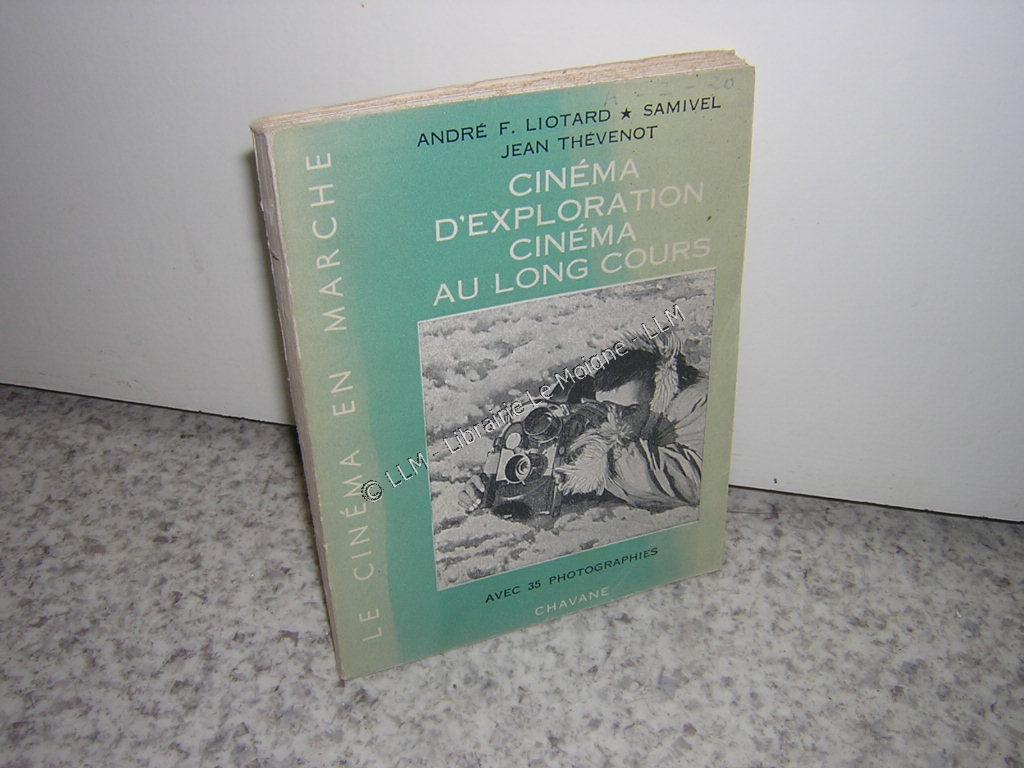 ANDRÉ F. LIOTARD ★ SAMIVEL
JEAN THÉVENOT
CINÉMA
D'EXPLORATION
CINÉMA
AU LONG COURS
LE CINÉMA EN MARCHE
© LLM - Librairie Le Moigne - LLM
AVEC 35 PHOTOGRAPHIES
CHAVANE